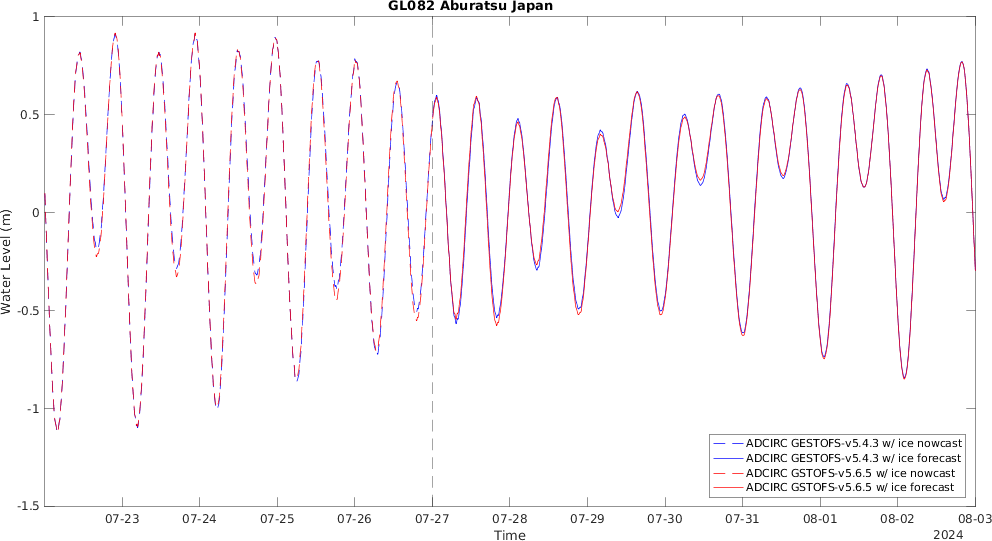 GL082 Aburatsu Japan
1
0.5
0
-0.5
-1
-1.5
Water Level (m)
07-23
07-24
07-25
07-26
07-27
07-28
07-29
07-30
07-31
08-01
08-02
08-03
Time
2024
ADCIRC GESTOFS-v5.4.3 w/ ice nowcast
ADCIRC GESTOFS-v5.4.3 w/ ice forecast
ADCIRC GSTOFS-v5.6.5 w/ ice nowcast
ADCIRC GSTOFS-v5.6.5 w/ ice forecast